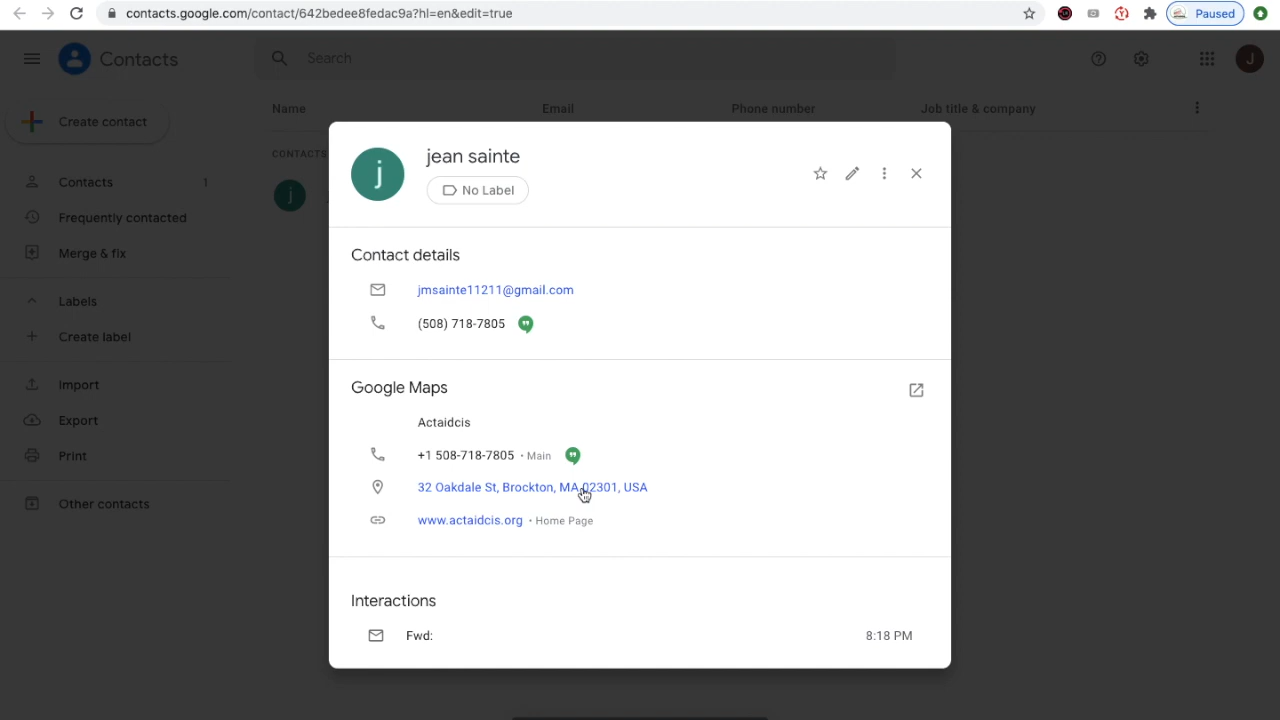 contacts.google.com/contact/642bedee8fedac9a?hl=en&edit=true
Paused
Contacts
Search
J
Create contact
Name Email Phone number Job title & company
CONTACTS
Contacts 1
Frequently contacted
Merge & fix
Labels
Create label
Import
Export
Print
Other contacts
j
j
jean sainte
No Label
Contact details
jmsainte11211@gmail.com
(508) 718-7805
Google Maps
Actaidcis
+1 508-718-7805 • Main
32 Oakdale St, Brockton, MA 02301, USA
www.actaidcis.org • Home Page
Interactions
Fwd: 8:18 PM